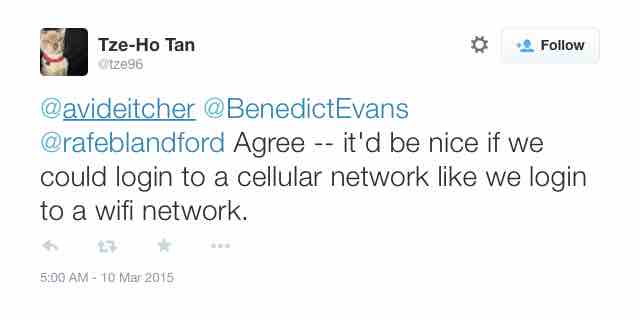 Tze-Ho Tan
@tze96
Follow
@avideitcher @BenedictEvans
@rafeblandford Agree -- it'd be nice if we
could login to a cellular network like we login
to a wifi network.
5:00 AM - 10 Mar 2015